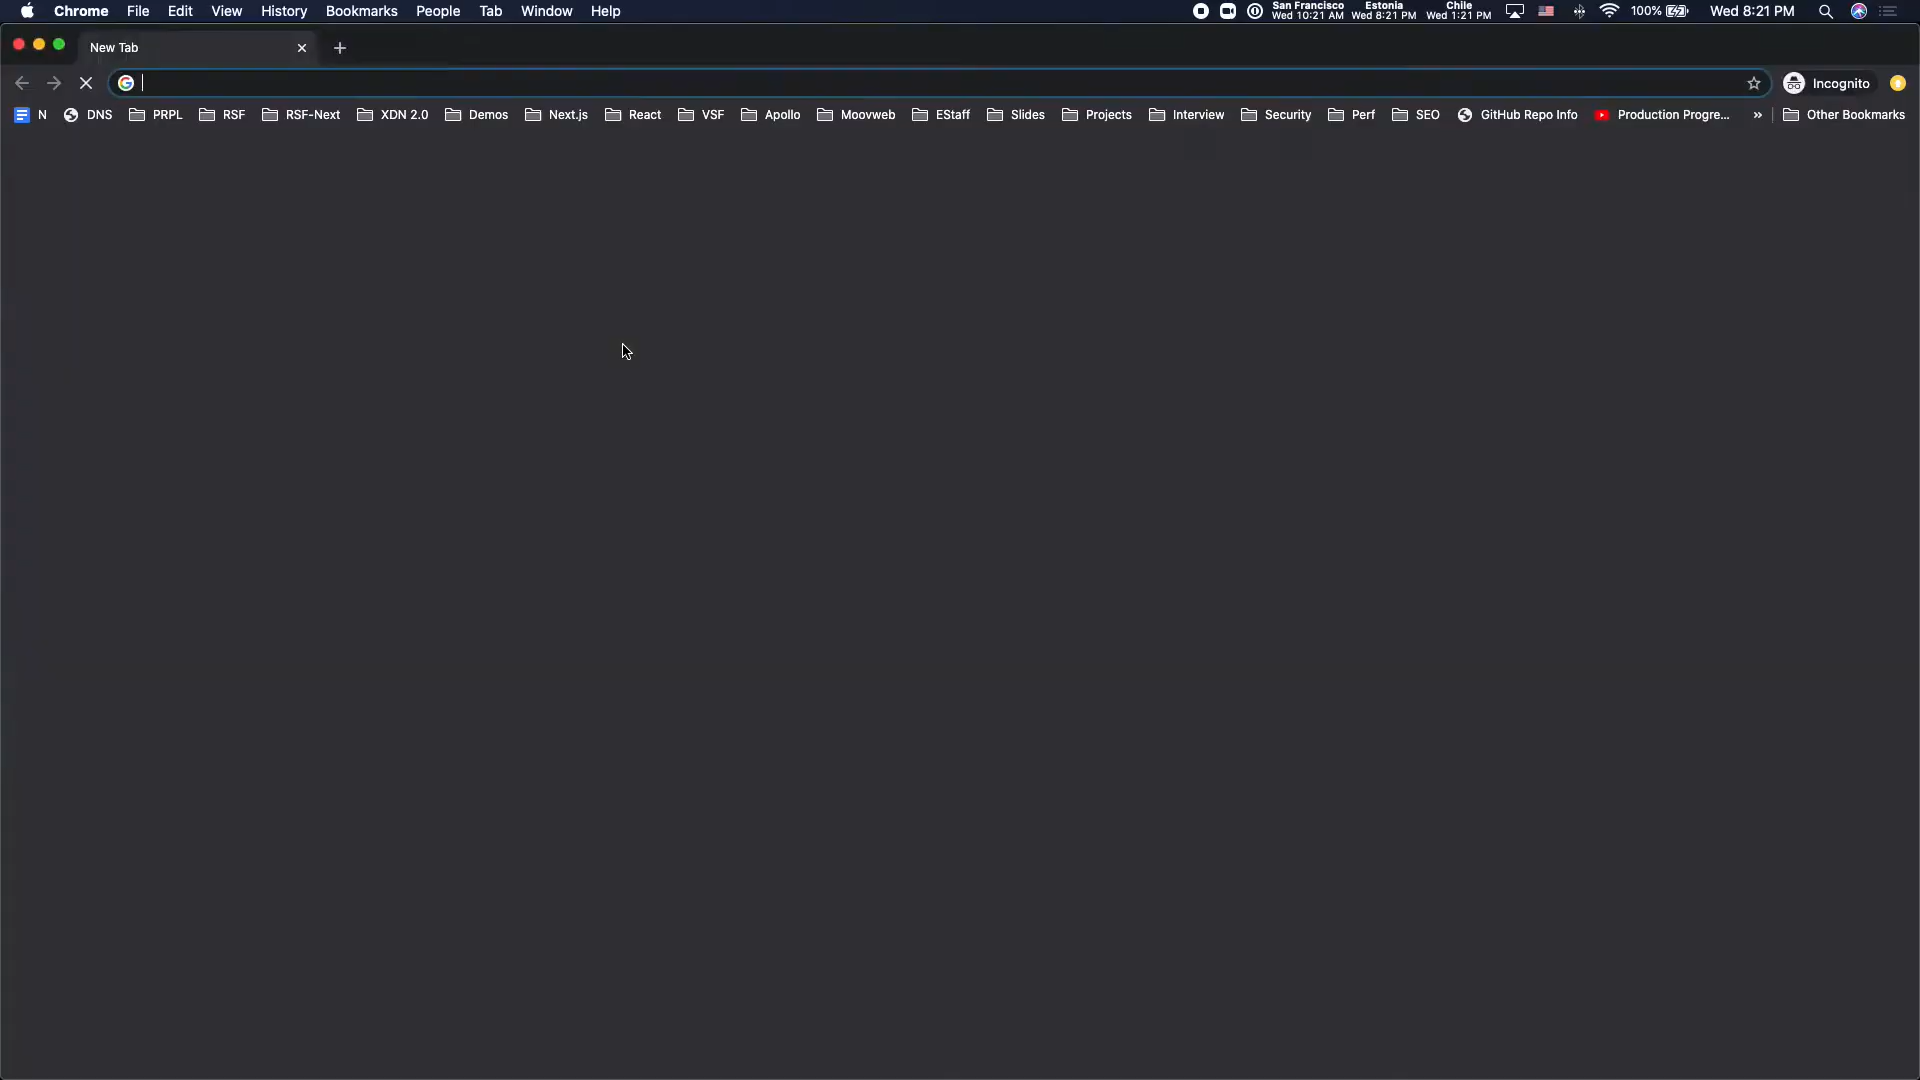 Chrome File Edit View History Bookmarks People Tab Window Help
San Francisco Estonia Chile
Wed 10:21 AM Wed 8:21 PM Wed 1:21 PM
100% Wed 8:21 PM
New Tab
Incognito
N DNS PRPL RSF RSF-Next XDN 2.0 Demos Next.js React VSF Apollo Moovweb EStaff Slides Projects Interview Security Perf SEO GitHub Repo Info Production Progre... » Other Bookmarks